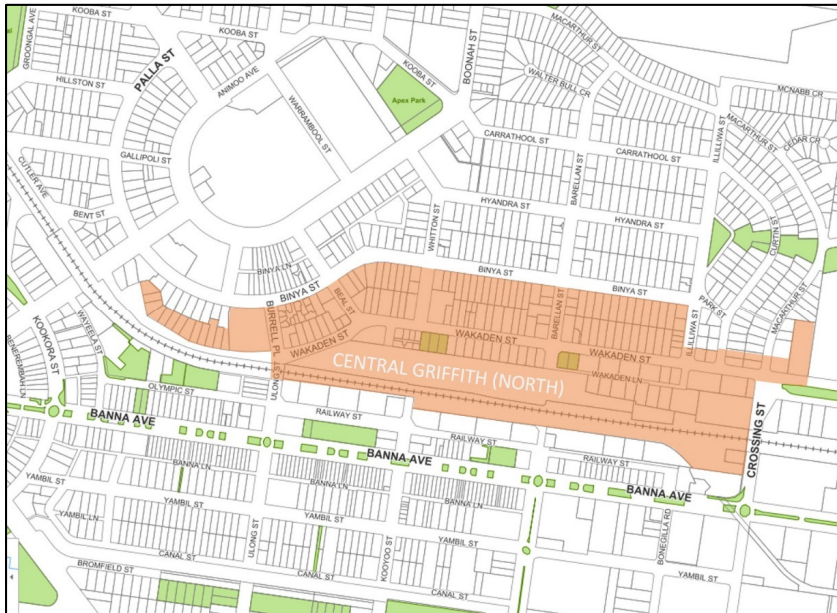 KOOBA ST
KOOBA ST
GROONGAL AVE
PALLA ST
ANIMOO AVE
HILLSTON ST
WARRAMBOOL ST
KOOBA ST
BOONAH ST
MACARTHUR ST
Apex Park
WALTER BULL CR
MCNABB CR
ILLILLIWA ST
MACARTHUR ST
CEDAR CR
CARRATHOOL ST
CARRATHOOL ST
GALLIPOLI ST
CUTLER AVE
BARELLAN ST
HYANDRA ST
HYANDRA ST
BENT ST
WHITTON ST
CURTIN ST
BINYA LN
BINYA ST
BINYA ST
BINYA ST
PARK ST
MACARTHUR ST
BEAL ST
BURRELL PL
BARELLAN ST
ILLILLIWA ST
KOOKORA ST
WAYEELA ST
WAKADEN ST
WAKADEN ST
WAKADEN ST
WAKADEN LN
CENTRAL GRIFFITH (NORTH)
BENEREMBAH LN
ULONG ST
OLYMPIC ST
RAILWAY ST
BANNA AVE
RAILWAY ST
CROSSING ST
BANNA AVE
RAILWAY ST
BANNA LN
BANNA LN
BANNA LN
BANNA AVE
YAMBIL ST
YAMBIL ST
YAMBIL ST
YAMBIL ST
YAMBIL LN
ULONG ST
KOOYOO ST
BONEGILLA RD
YAMBIL ST
CANAL ST
BROMFIELD ST
CANAL ST
CANAL ST